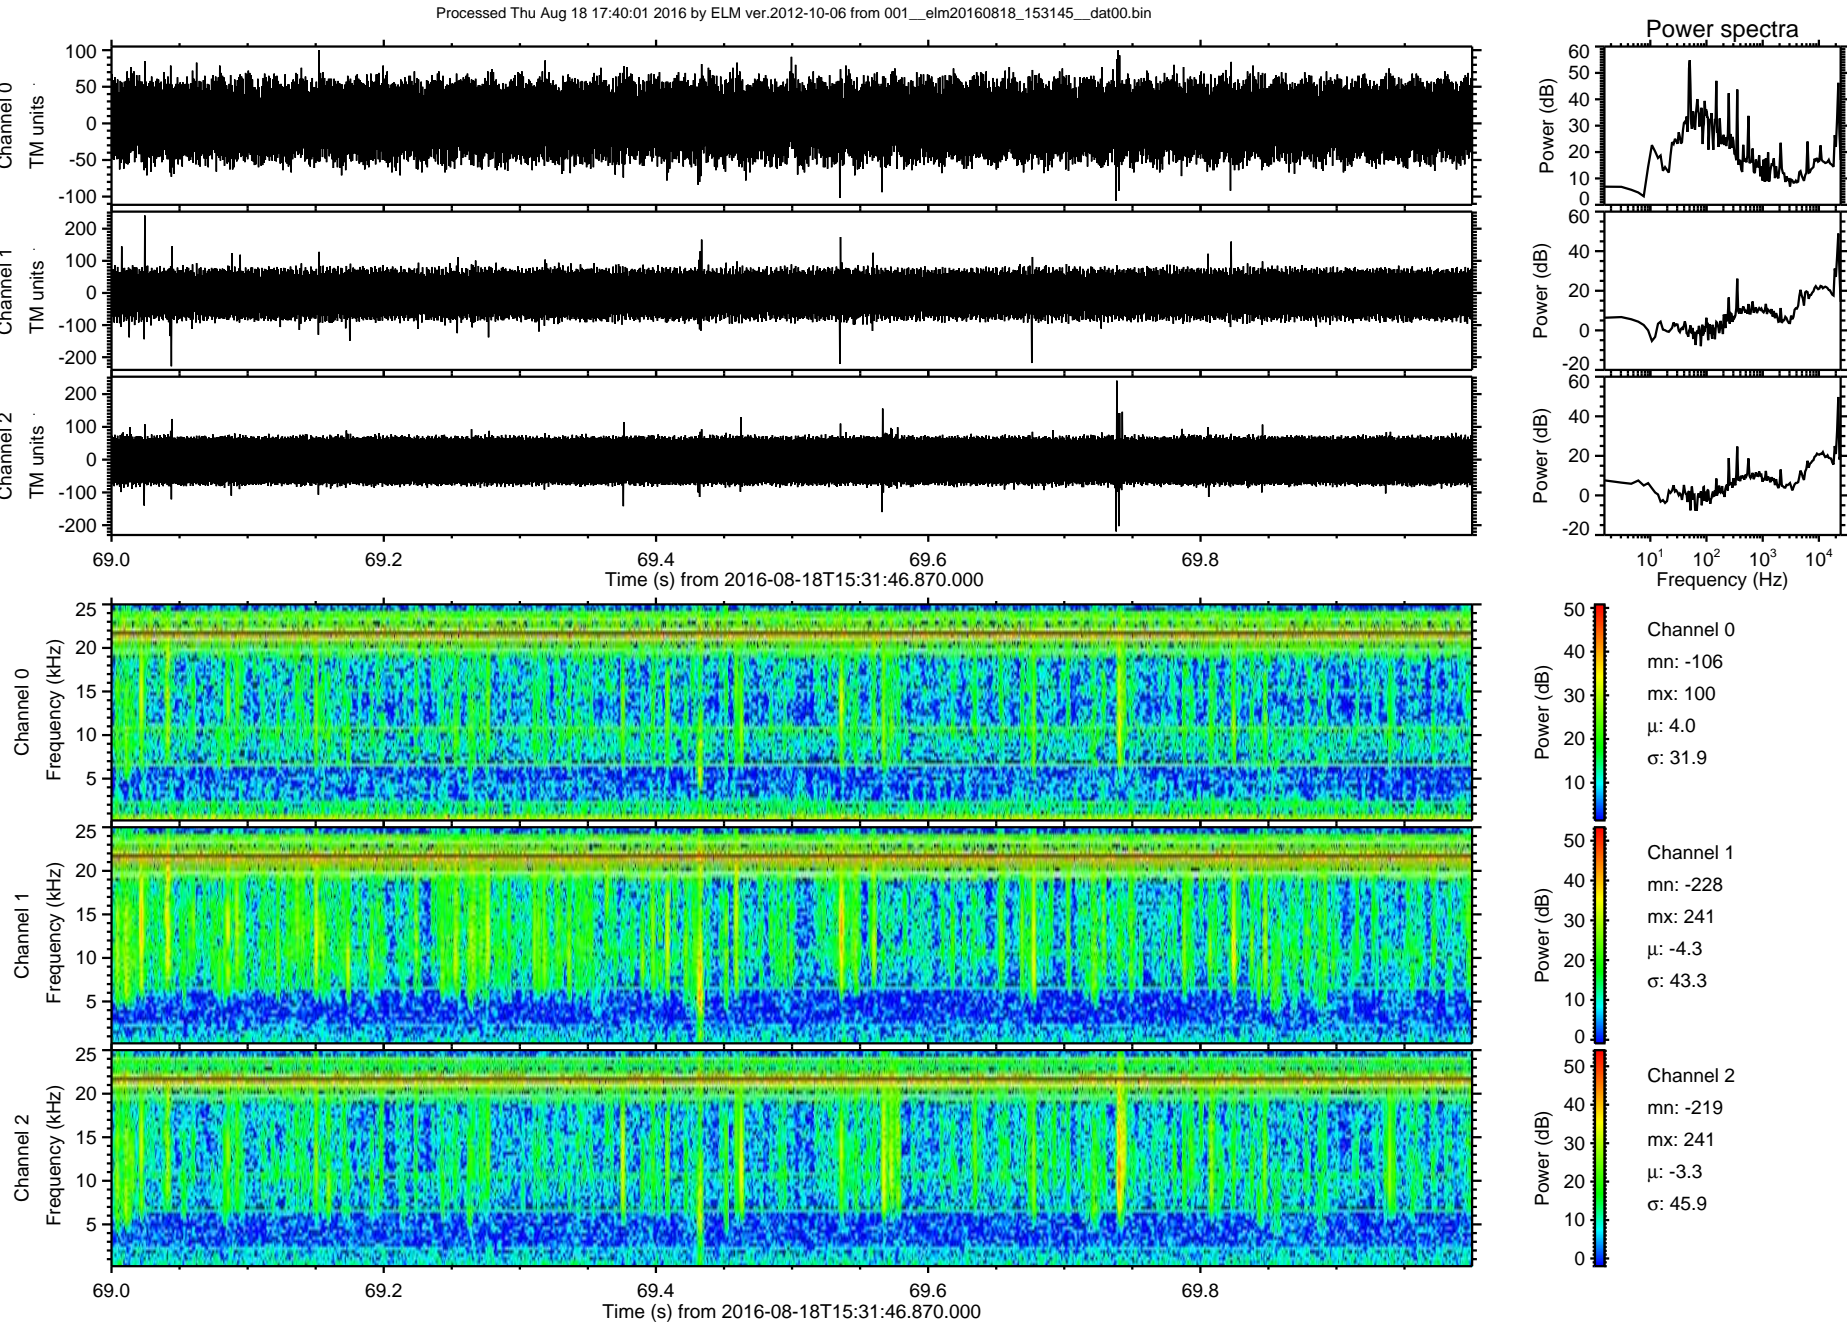 Processed Thu Aug 18 17:40:01 2016 by ELM ver.2012-10-06 from 001__elm20160818_153145__dat00.bin
Power spectra
Channel 0
TM units
100
50
0
-50
-100
Power (dB)
60
50
40
30
20
10
0
Channel 1
TM units
200
100
0
-100
-200
Power (dB)
60
40
20
0
-20
Channel 2
TM units
200
100
0
-100
-200
Power (dB)
60
40
20
0
-20
69.0 69.2 69.4 69.6 69.8
Time (s) from 2016-08-18T15:31:46.870.000
10^1 10^2 10^3 10^4
Frequency (Hz)
Channel 0
Frequency (kHz)
25
20
15
10
5
Power (dB)
50
40
30
20
10
Channel 0
mn: -106
mx: 100
μ: 4.0
σ: 31.9
Channel 1
Frequency (kHz)
25
20
15
10
5
Power (dB)
50
40
30
20
10
0
Channel 1
mn: -228
mx: 241
μ: -4.3
σ: 43.3
Channel 2
Frequency (kHz)
25
20
15
10
5
Power (dB)
50
40
30
20
10
0
Channel 2
mn: -219
mx: 241
μ: -3.3
σ: 45.9
69.0 69.2 69.4 69.6 69.8
Time (s) from 2016-08-18T15:31:46.870.000